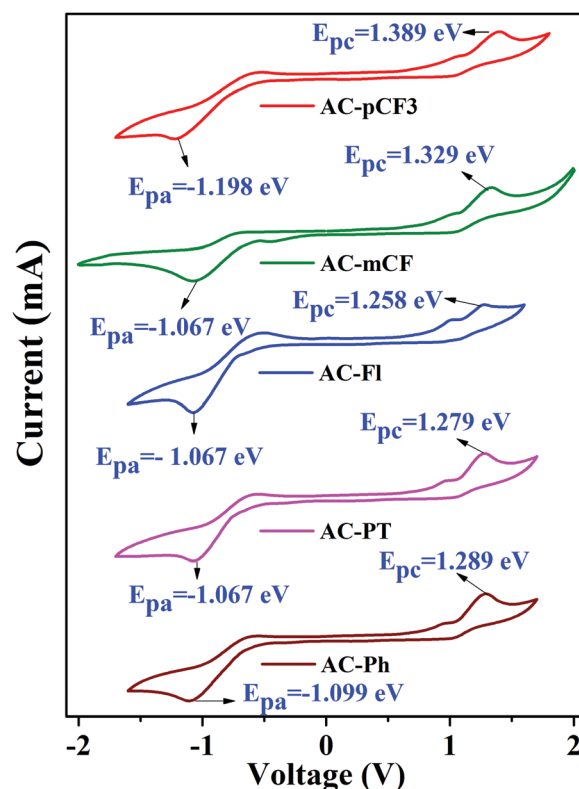 Epc=1.389 eV
AC-pCF3
Epa=-1.198 eV
Epc=1.329 eV
AC-mCF
Epa=-1.067 eV
Epc=1.258 eV
AC-Fl
Epa=- 1.067 eV
Epc=1.279 eV
AC-PT
Epa=-1.067 eV
Epc=1.289 eV
AC-Ph
Epa=-1.099 eV
Current (mA)
-2 -1 0 1 2
Voltage (V)